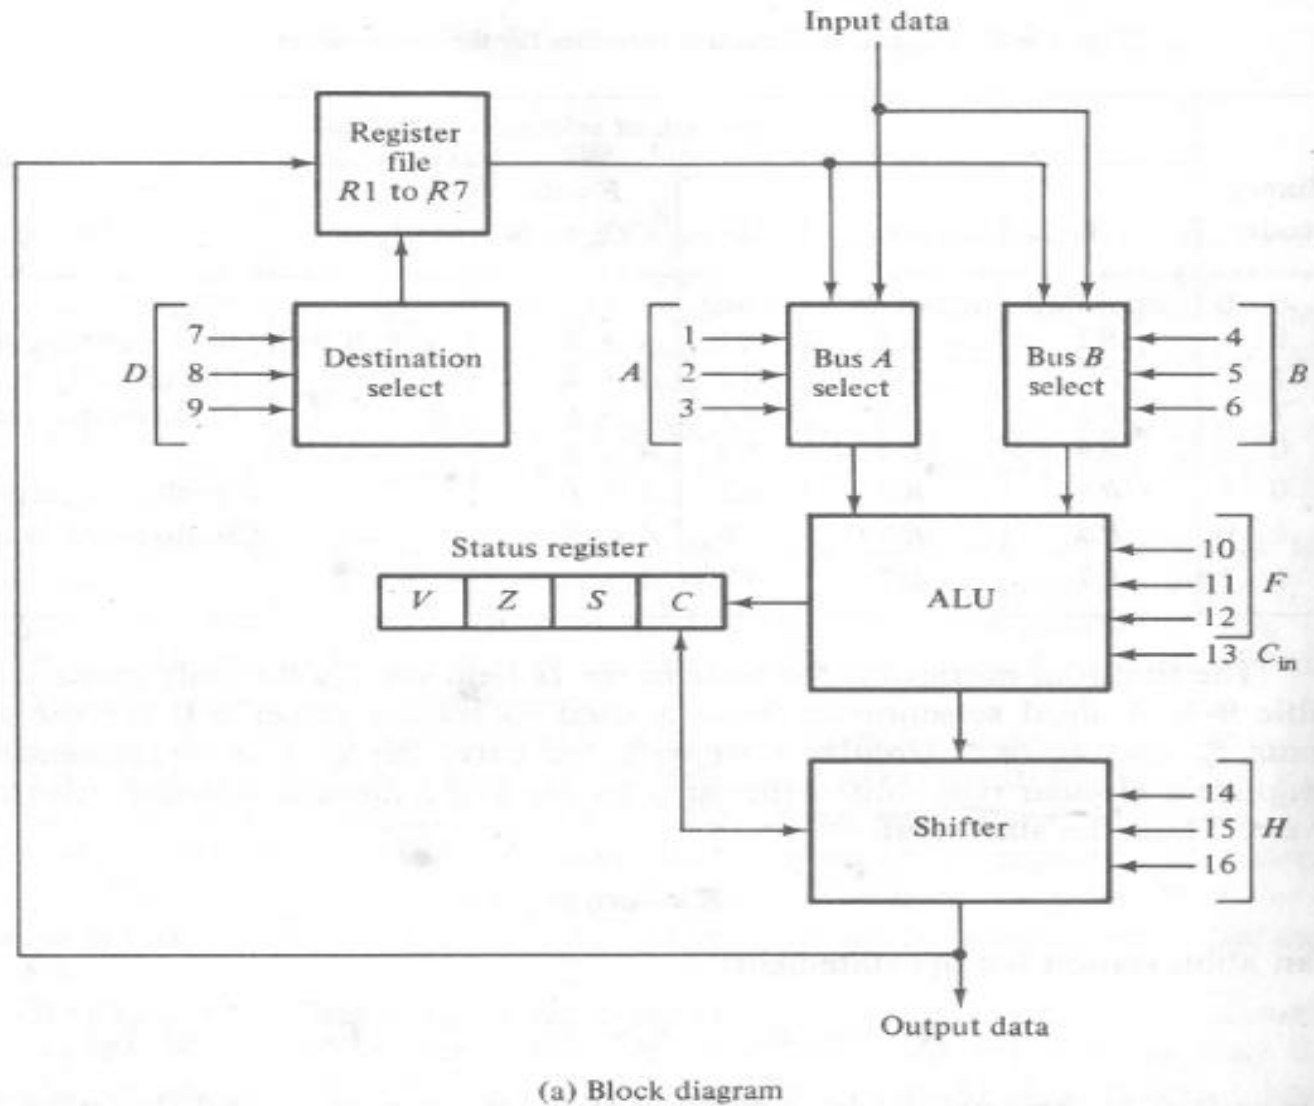 Input data
Register
file
R1 to R7
D
7
8
9
Destination
select
A
1
2
3
Bus A
select
Bus B
select
4
5
6
B
Status register
V Z S C
ALU
10
11
12
F
13 C_in
Shifter
14
15
16
H
Output data
(a) Block diagram